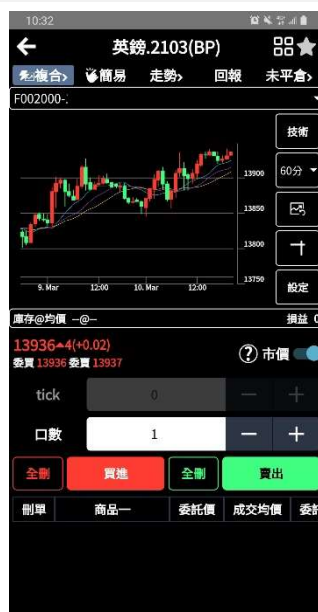 10:32
英鎊.2103(BP)
複合> 簡易 走勢> 回報 未平倉>
F002000-:
技術
60分
13900
13850
13800
13750
設定
9. Mar 12:00 10. Mar 12:00
庫存@均價 --@-- 損益 0
13936▲4(+0.02)
委買 13936 委賣 13937
? 市價
tick 0 — +
口數 1 — +
全刪 買進 全刪 賣出
刪單 商品一 委託價 成交均價 委託